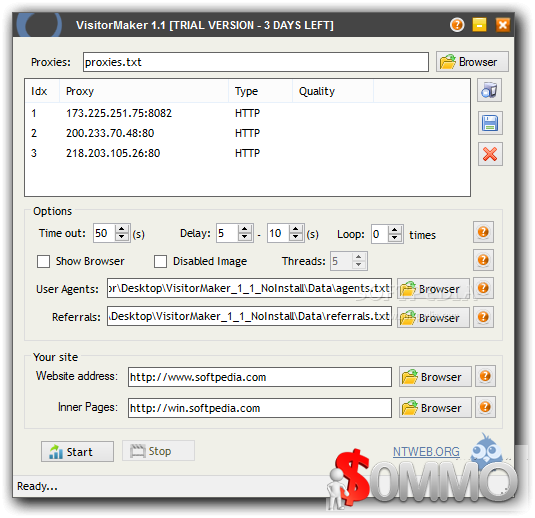 VisitorMaker 1.1 [TRIAL VERSION - 3 DAYS LEFT]
Proxies: proxies.txt Browser
Idx Proxy Type Quality
1 173.225.251.75:8082 HTTP
2 200.233.70.48:80 HTTP
3 218.203.105.26:80 HTTP
Options
Time out: 50 (s) Delay: 5 - 10 (s) Loop: 0 times
Show Browser Disabled Image Threads: 5
User Agents: or\Desktop\VisitorMaker_1_1_NoInstall\Data\agents.txt Browser
Referrals: \Desktop\VisitorMaker_1_1_NoInstall\Data\referrals.txt Browser
Your site
Website address: http://www.softpedia.com Browser
Inner Pages: http://win.softpedia.com Browser
Start Stop
NTWEB.ORG
Ready...
$0MMO